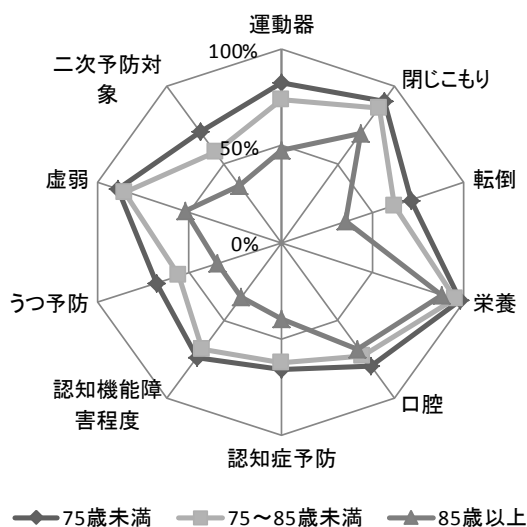 運動器
100%
二次予防対
象
閉じこもり
50%
虚弱
転倒
0%
うつ予防
栄養
認知機能障
害程度
口腔
認知症予防
75歳未満
75～85歳未満
85歳以上